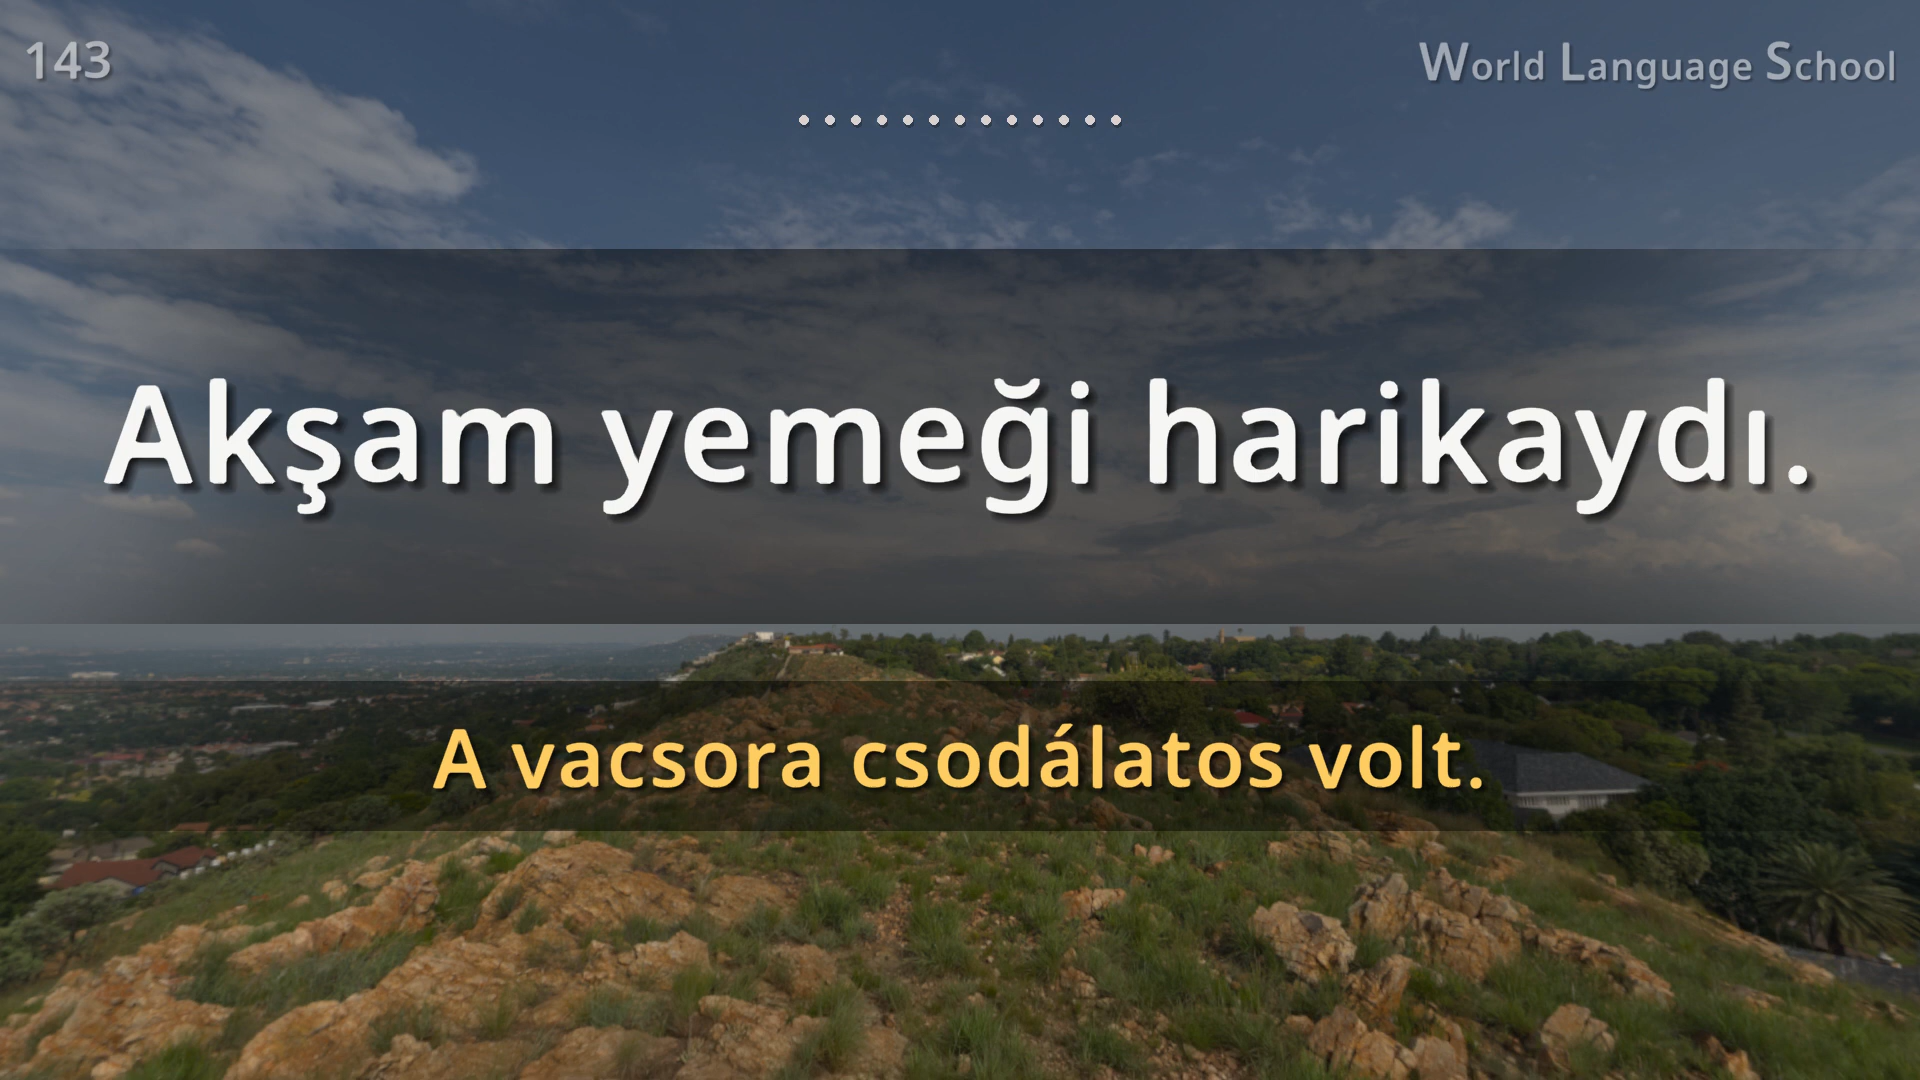 143
World Language School
Akşam yemeği harikaydı.
A vacsora csodálatos volt.